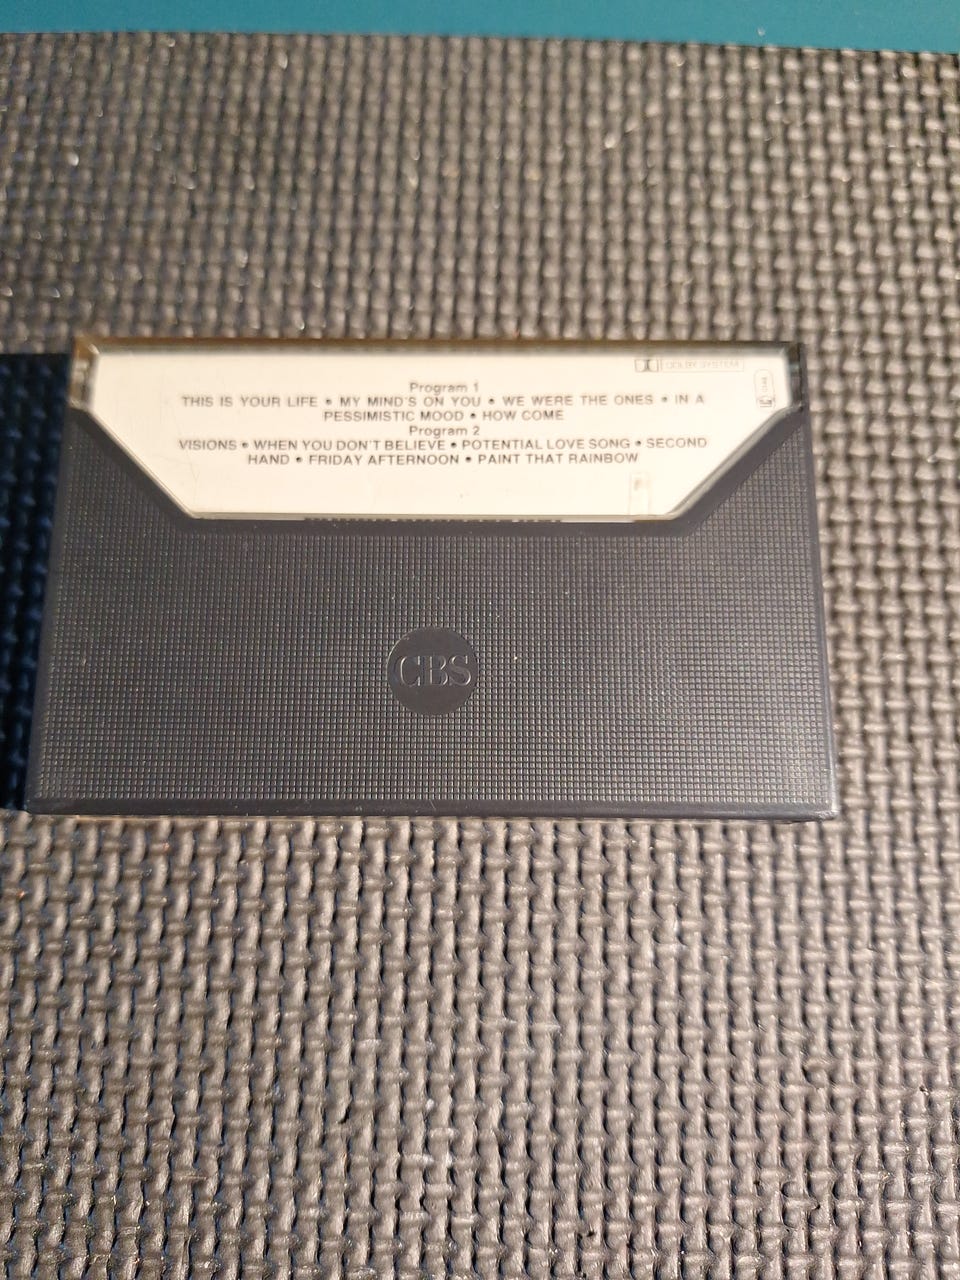 DOLBY SYSTEM
Program 1
THIS IS YOUR LIFE • MY MIND'S ON YOU • WE WERE THE ONES • IN A
PESSIMISTIC MOOD • HOW COME
Program 2
VISIONS • WHEN YOU DON'T BELIEVE • POTENTIAL LOVE SONG • SECOND
HAND • FRIDAY AFTERNOON • PAINT THAT RAINBOW
CBS